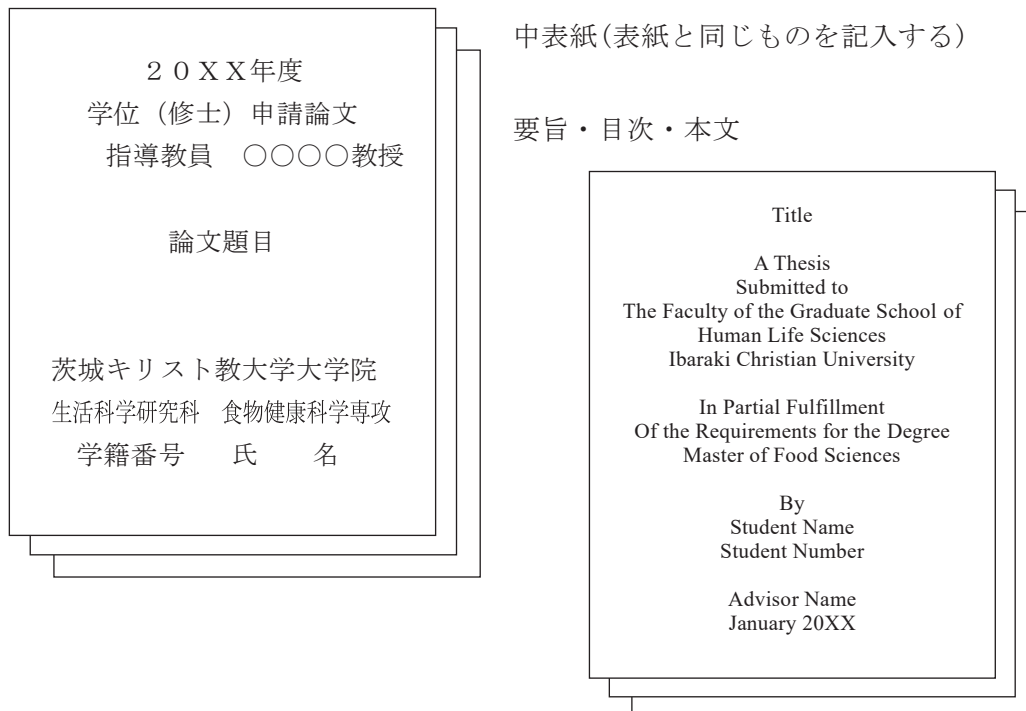 ２０ＸＸ年度
学位（修士）申請論文
指導教員　○○○○教授
論文題目
茨城キリスト教大学大学院
生活科学研究科　食物健康科学専攻
学籍番号　氏　名
中表紙(表紙と同じものを記入する)
要旨・目次・本文
Title
A Thesis
Submitted to
The Faculty of the Graduate School of
Human Life Sciences
Ibaraki Christian University
In Partial Fulfillment
Of the Requirements for the Degree
Master of Food Sciences
By
Student Name
Student Number
Advisor Name
January 20XX